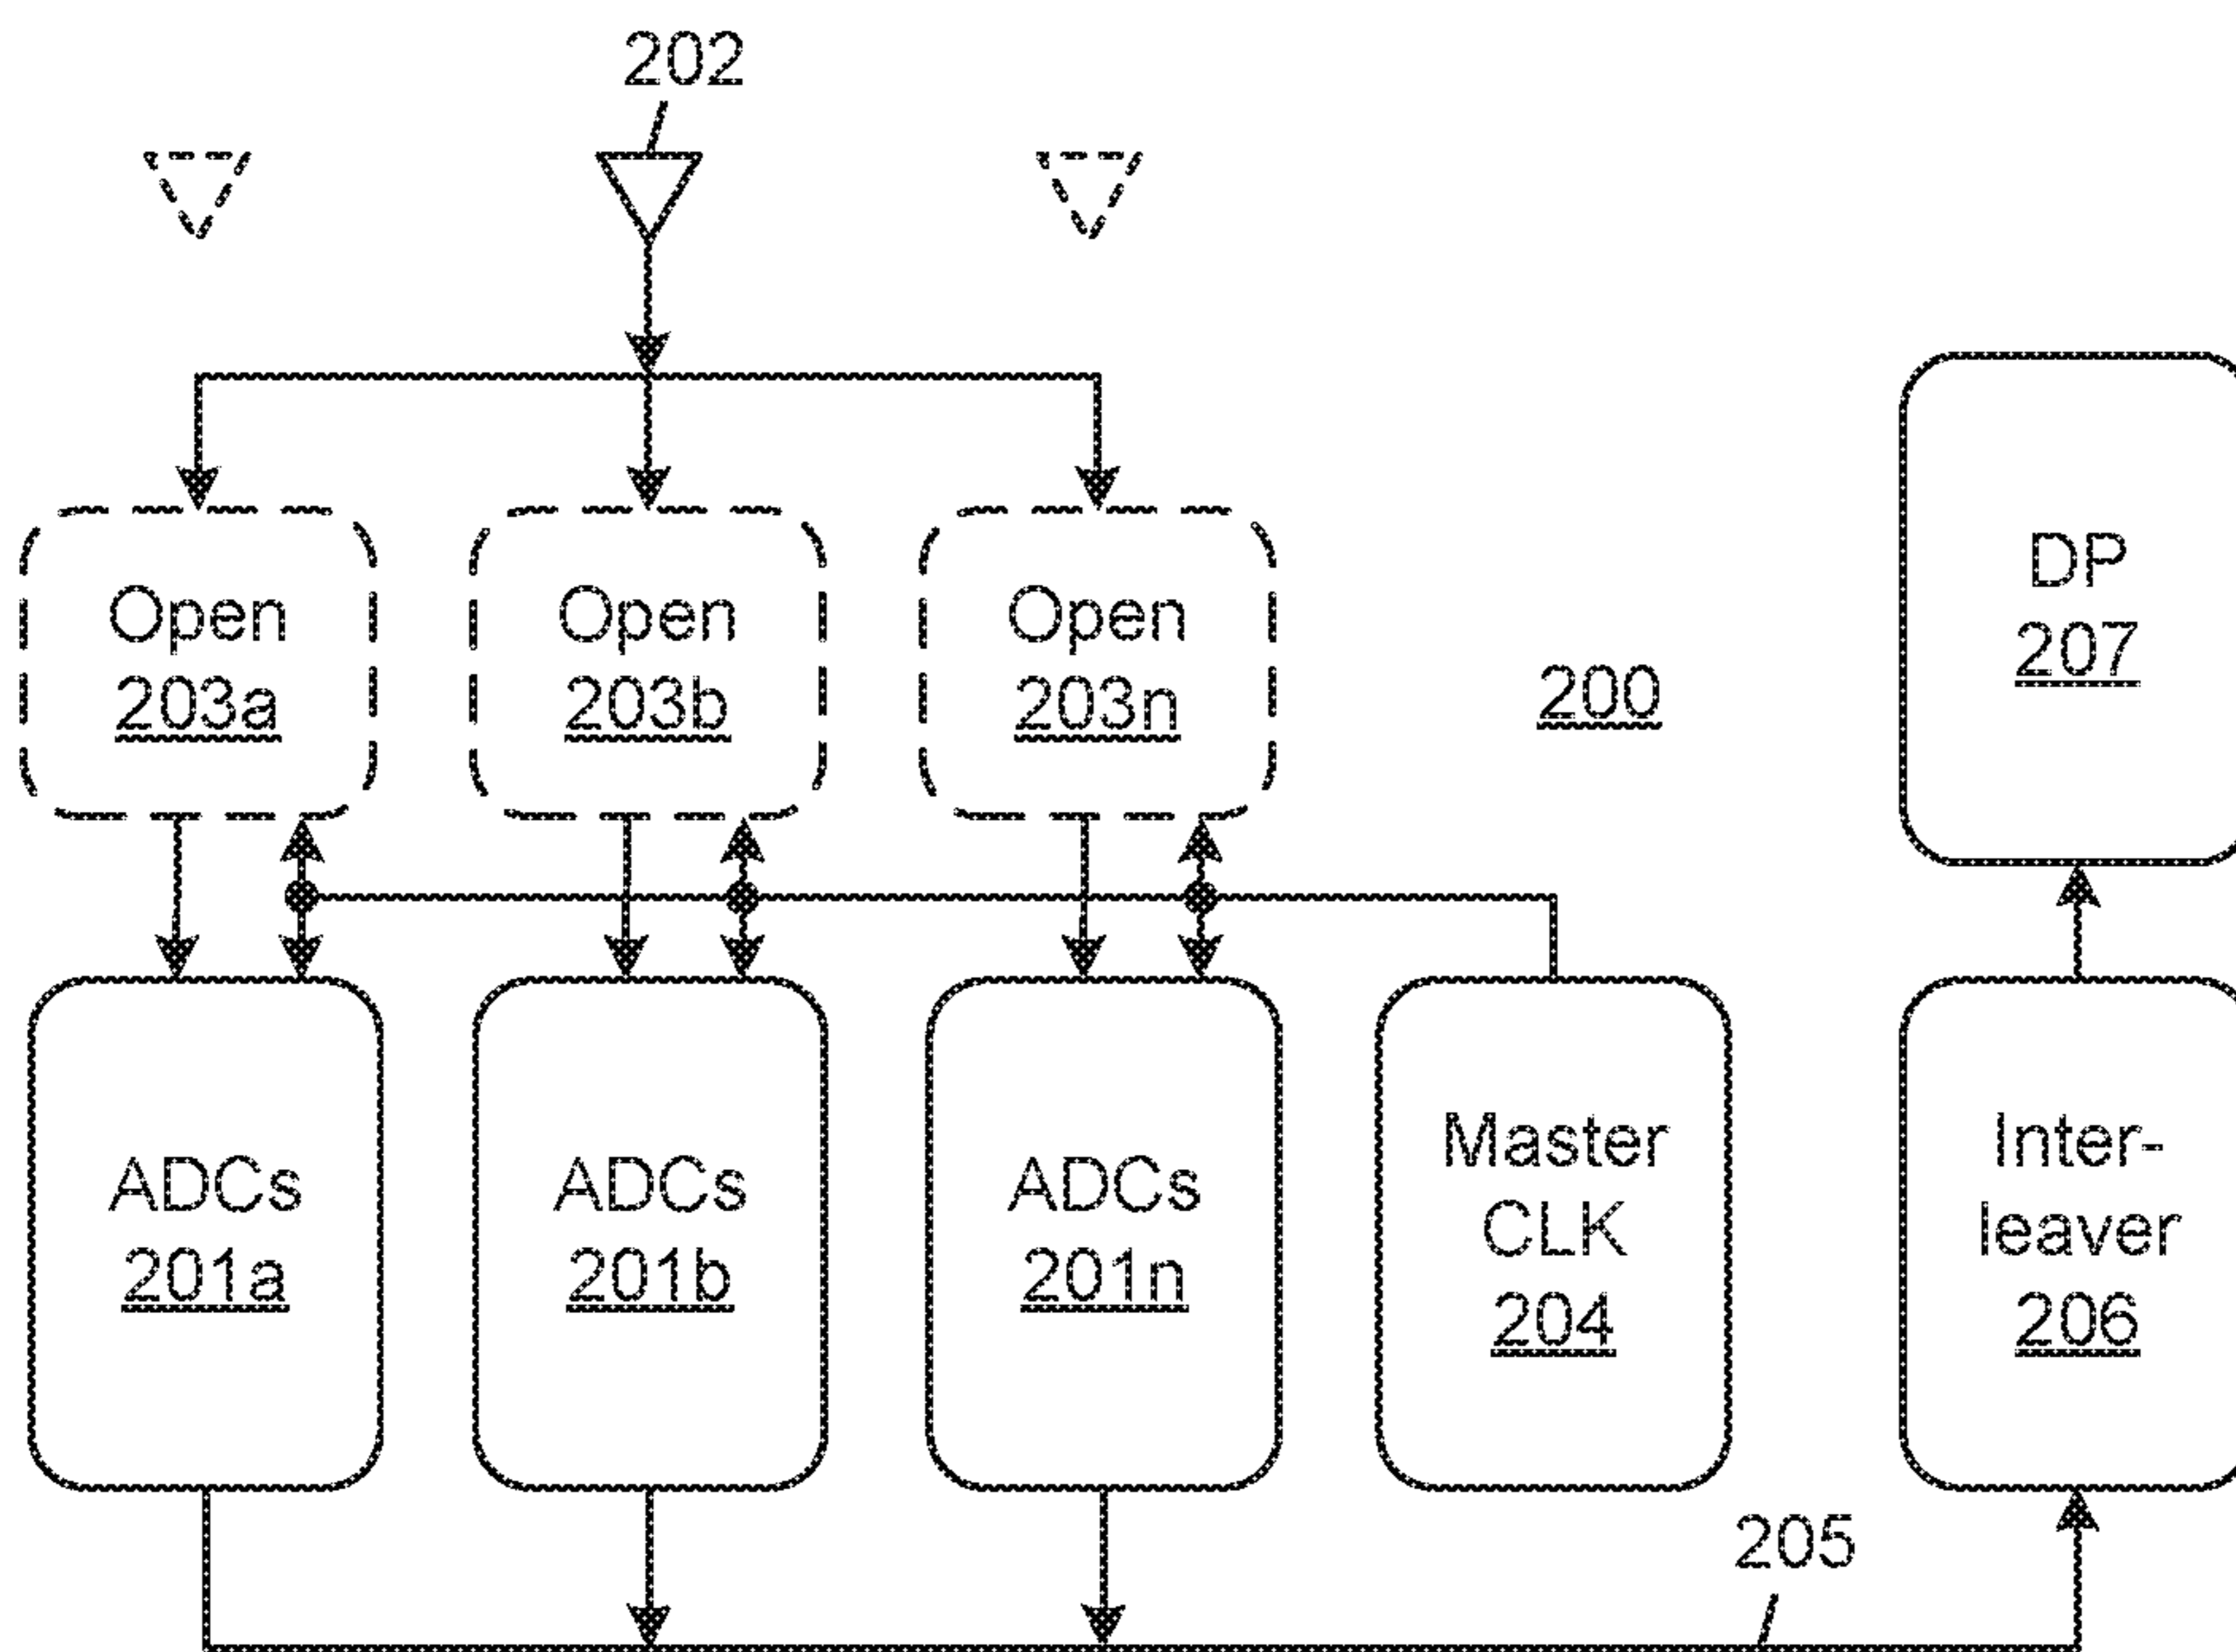 202
Open
203a
Open
203b
Open
203n
200
DP
207
ADCs
201a
ADCs
201b
ADCs
201n
Master
CLK
204
Inter-
leaver
206
205